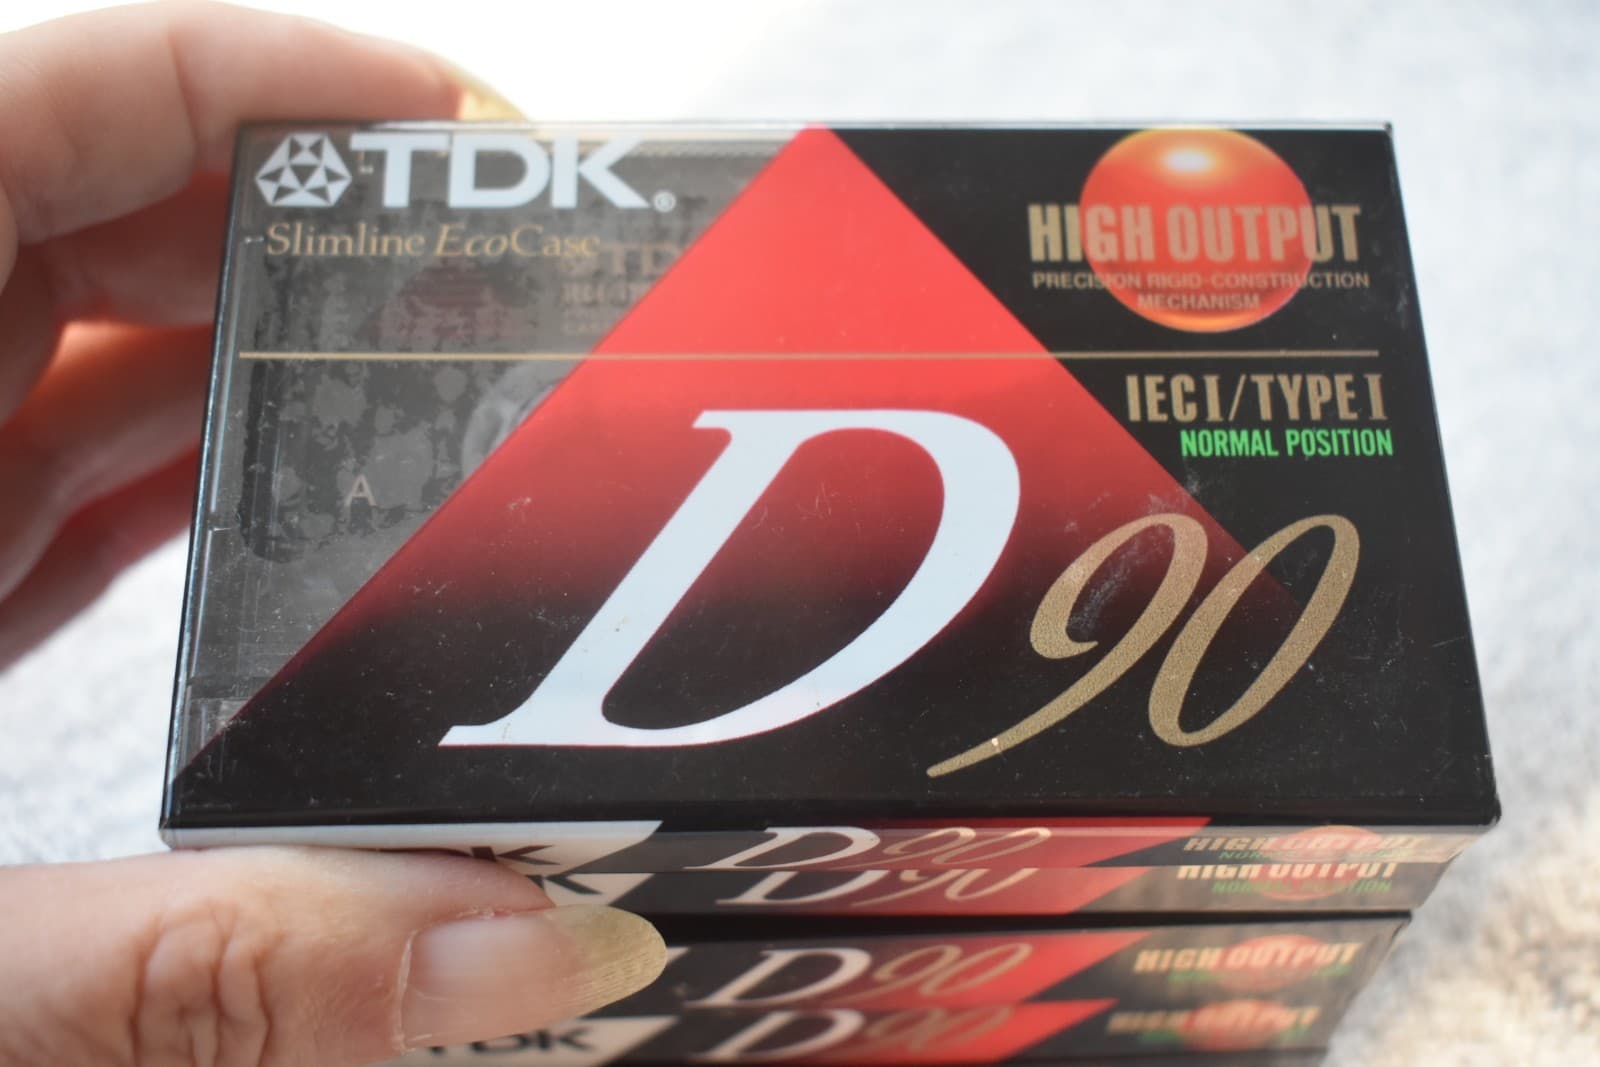 TDK®
Slimline EcoCase
HIGH OUTPUT
PRECISION RIGID-CONSTRUCTION
MECHANISM
IEC I/TYPE I
NORMAL POSITION
A
D 90
D90
HIGH OUTPUT
D90
HIGH OUTPUT
NORMAL POSITION
D90
HIGH OUTPUT
TDK
D90
HIGH OUTPUT